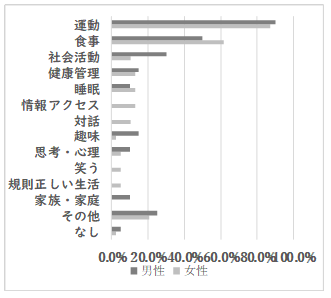 運動
食事
社会活動
健康管理
睡眠
情報アクセス
対話
趣味
思考・心理
笑う
規則正しい生活
家族・家庭
その他
なし
0.0% 20.0% 40.0% 60.0% 80.0% 100.0%
男性 女性